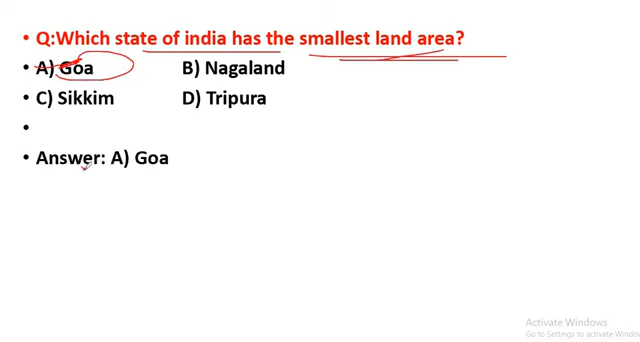 • Q:Which state of india has the smallest land area?
• A) Goa B) Nagaland
• C) Sikkim D) Tripura
•
• Answer: A) Goa
Activate Windows
Go to Settings to activate Window